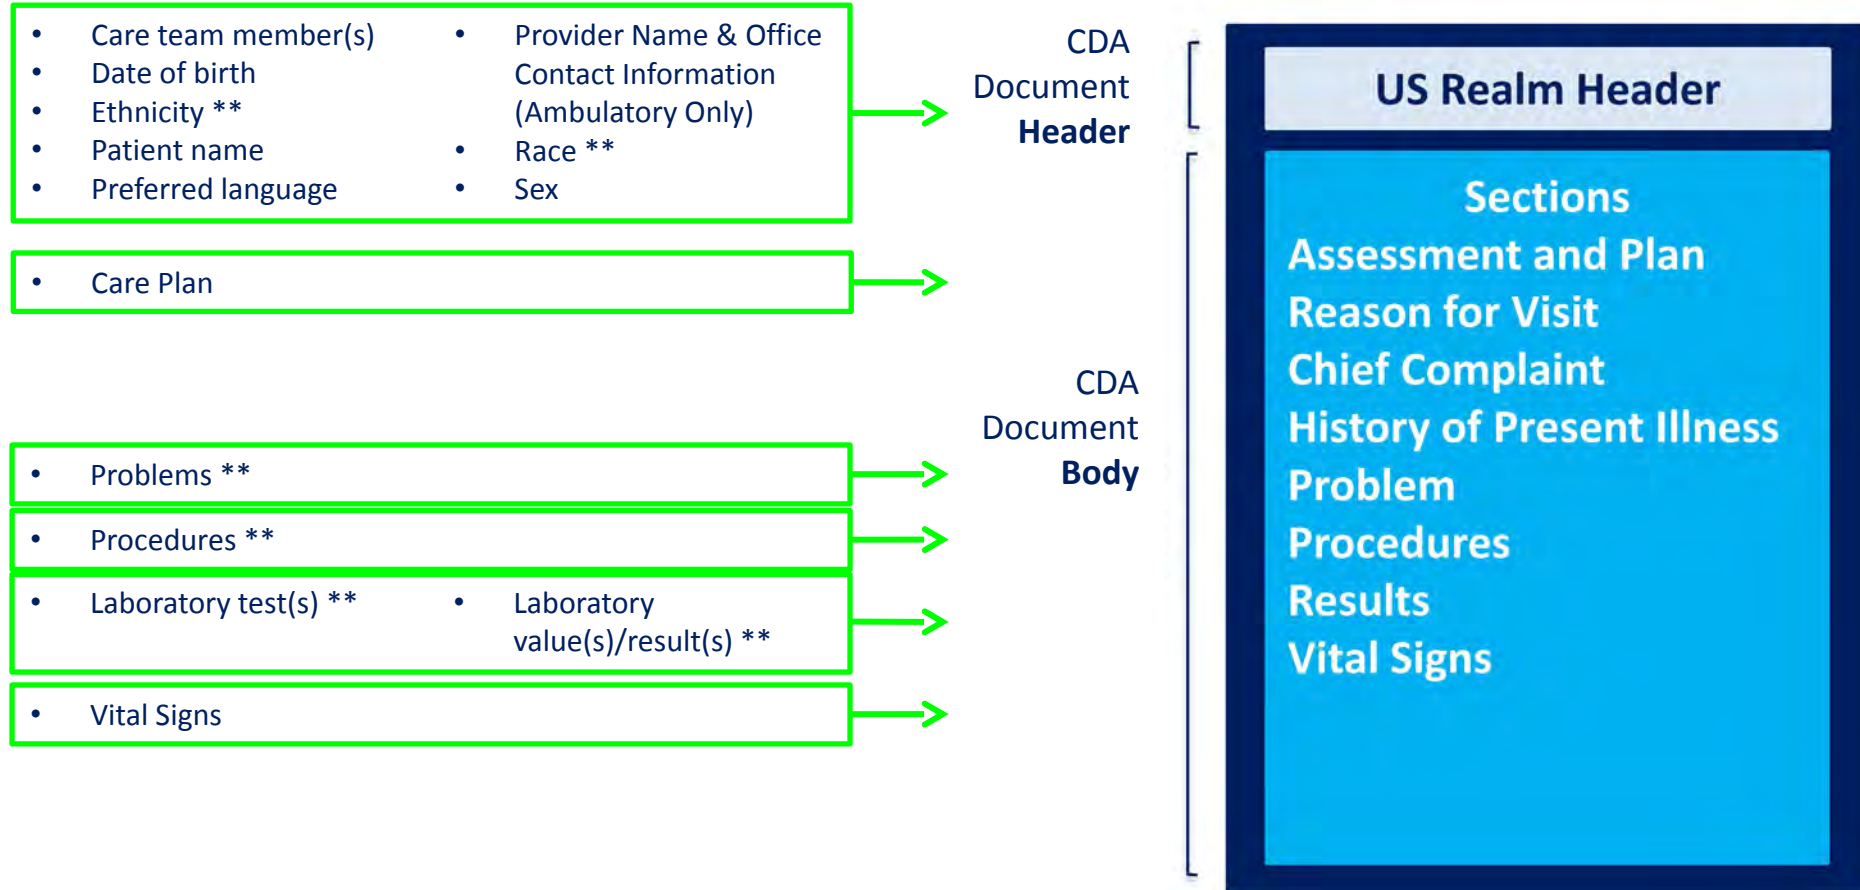 • Care team member(s)
• Date of birth
• Ethnicity **
• Patient name
• Preferred language
• Provider Name & Office
Contact Information
(Ambulatory Only)
• Race **
• Sex
• Care Plan
• Problems **
• Procedures **
• Laboratory test(s) **
• Laboratory
value(s)/result(s) **
• Vital Signs
CDA
Document
Header
CDA
Document
Body
US Realm Header
Sections
Assessment and Plan
Reason for Visit
Chief Complaint
History of Present Illness
Problem
Procedures
Results
Vital Signs